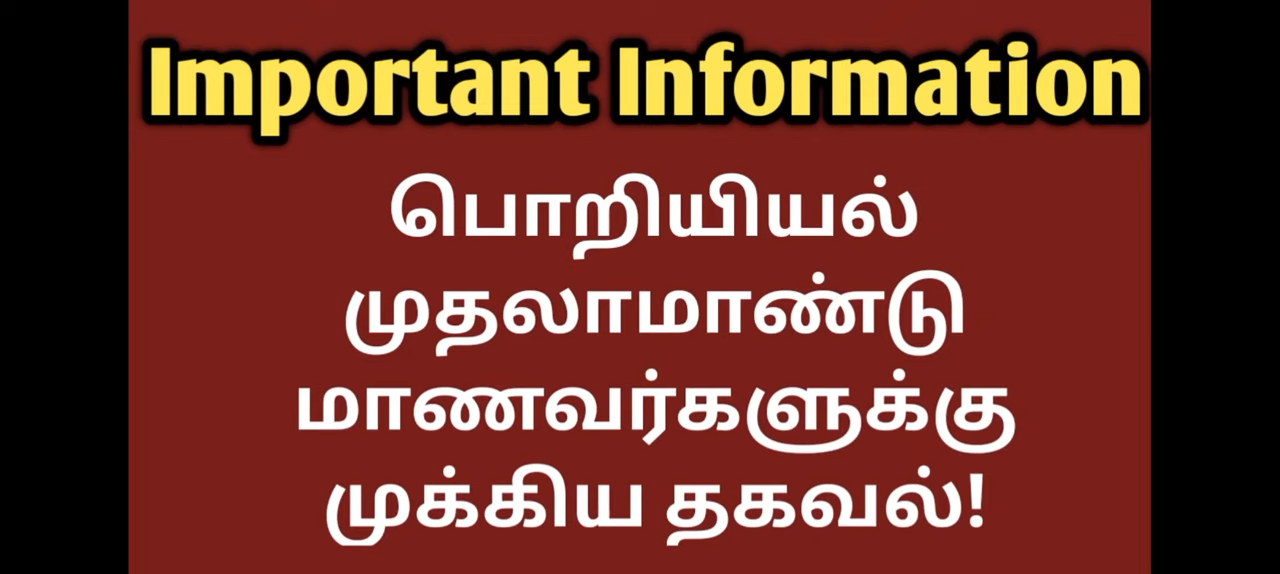 Important Information
பொறியியல்
முதலாமாண்டு
மாணவர்களுக்கு
முக்கிய தகவல்!